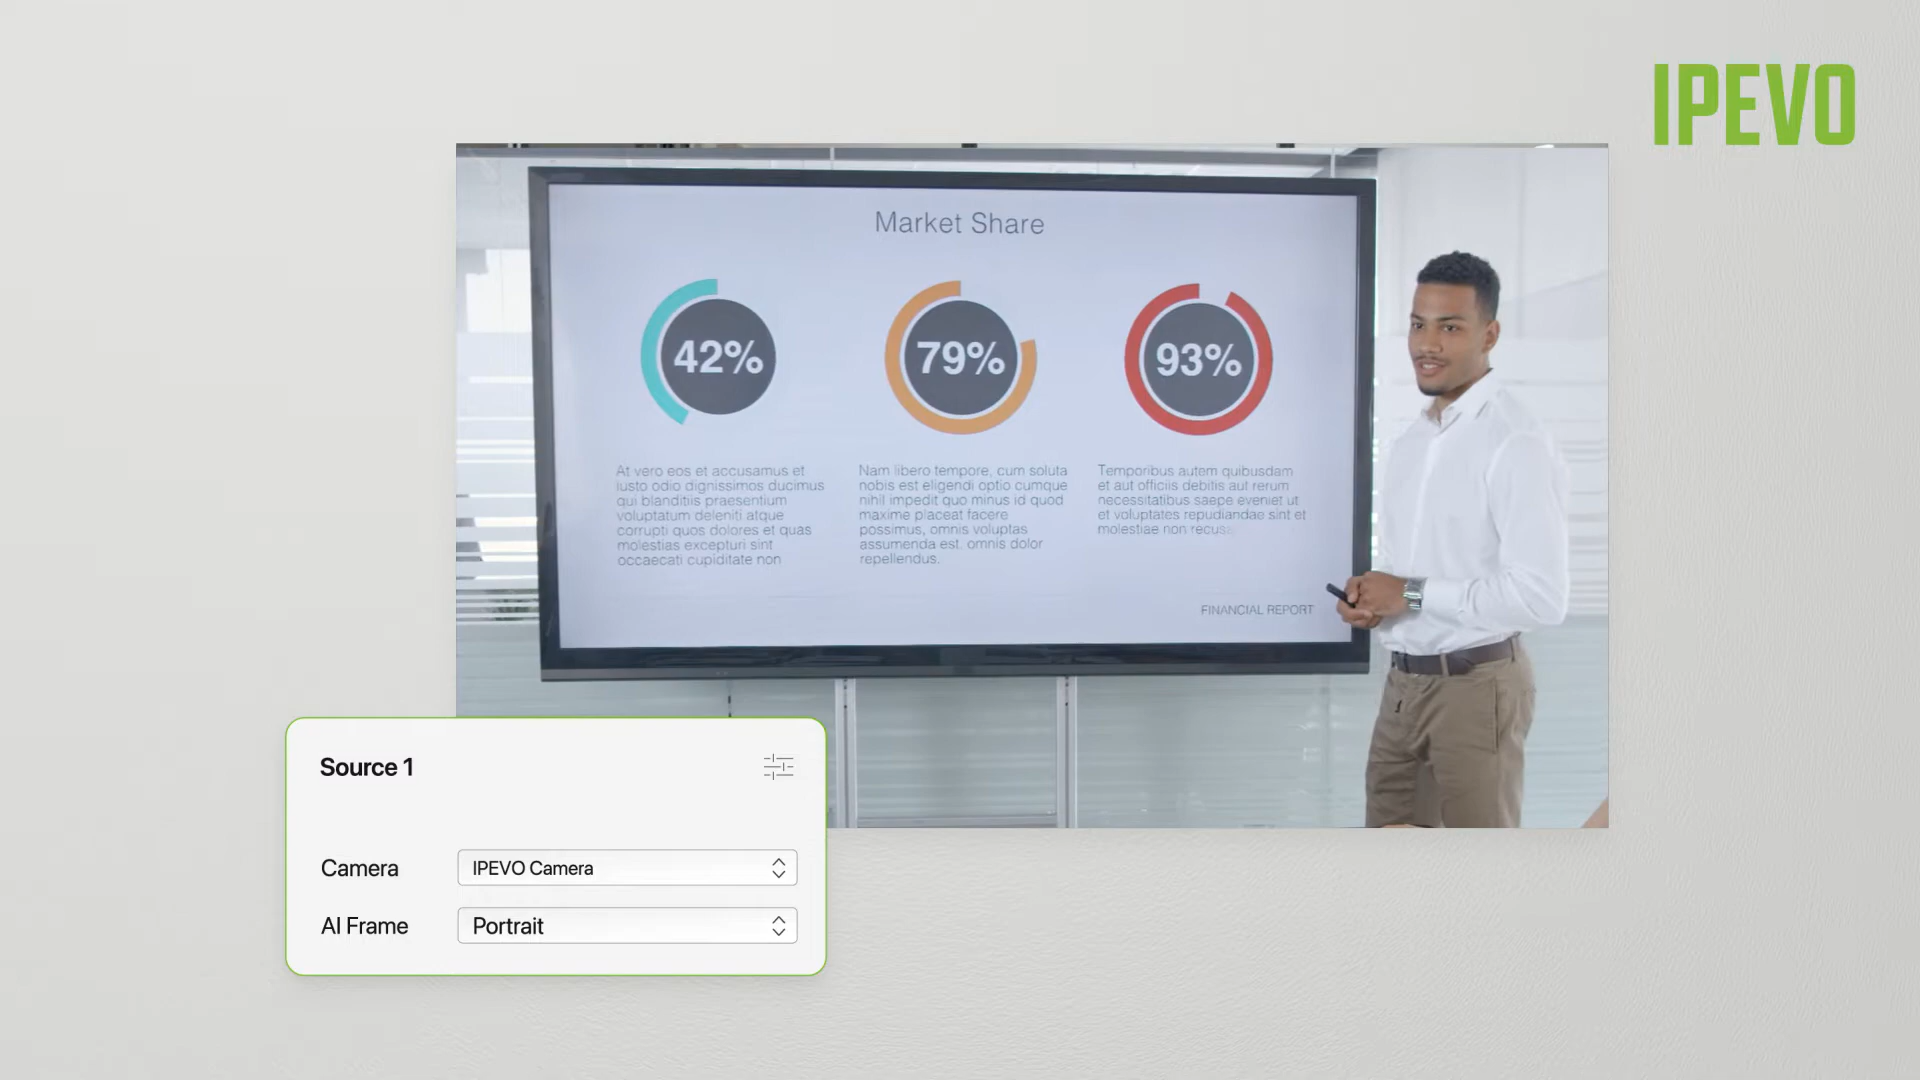 IPEVO
Market Share
42%
79%
93%
At vero eos et accusamus et
iusto odio dignissimos ducimus
qui blanditiis praesentium
voluptatum deleniti atque
corrupti quos dolores et quas
molestias excepturi sint
occaecati cupiditate non
Nam libero tempore, cum soluta
nobis est eligendi optio cumque
nihil impedit quo minus id quod
maxime placeat facere
possimus, omnis voluptas
assumenda est, omnis dolor
repellendus.
Temporibus autem quibusdam
et aut officiis debitis aut rerum
necessitatibus saepe eveniet ut
et voluptates repudiandae sint et
molestiae non recusa
FINANCIAL REPORT
Source 1
Camera
IPEVO Camera
AI Frame
Portrait